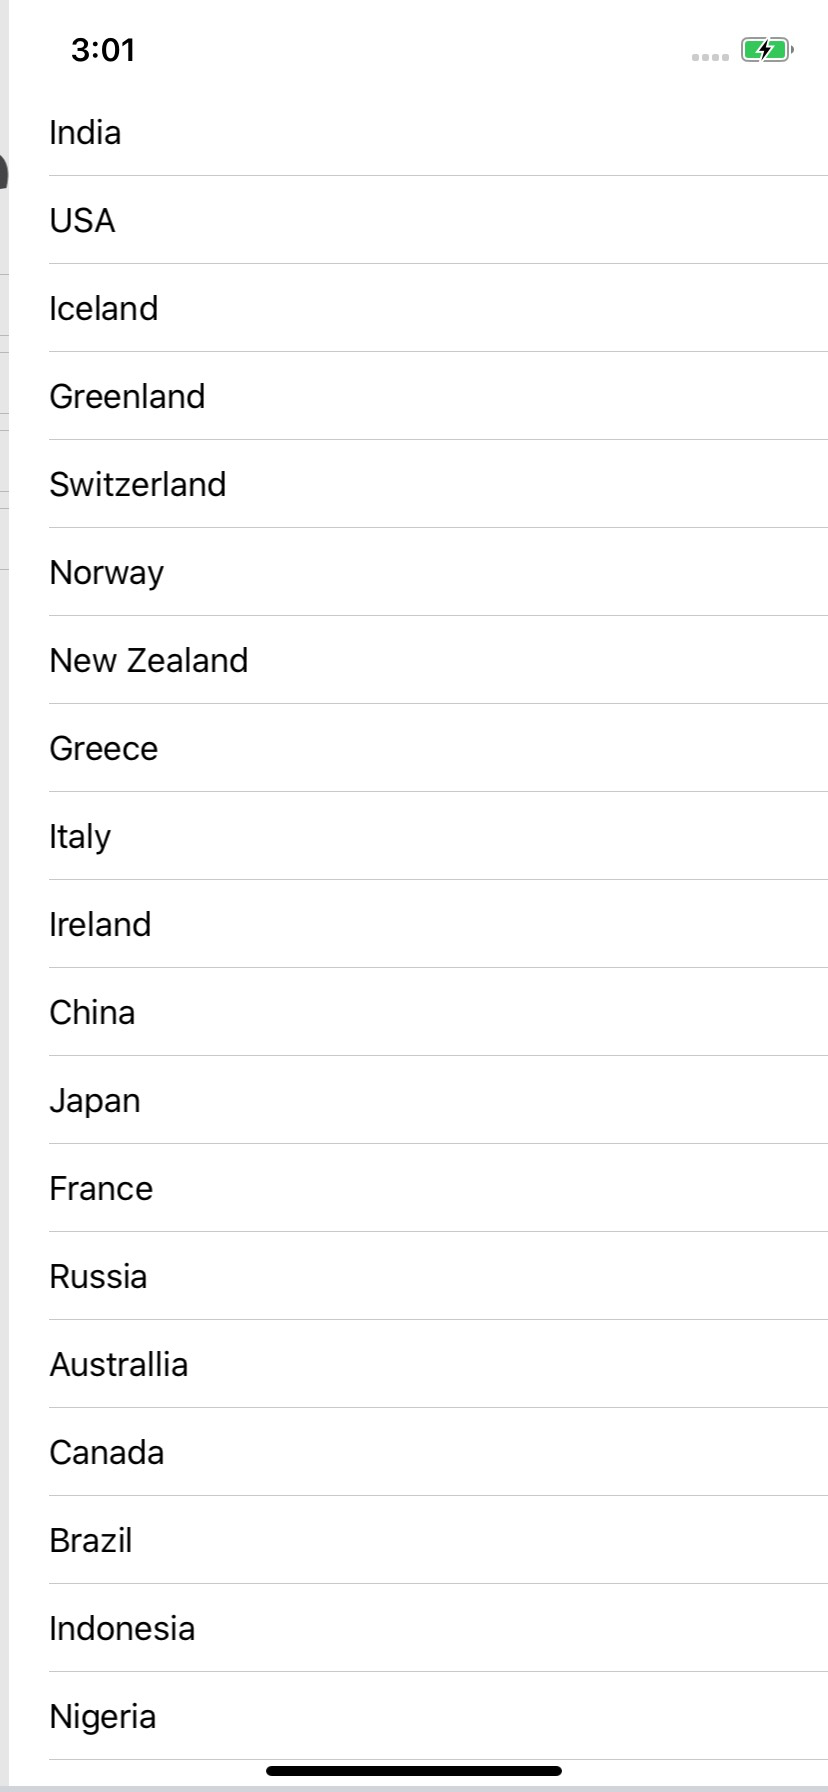 3:01
India
USA
Iceland
Greenland
Switzerland
Norway
New Zealand
Greece
Italy
Ireland
China
Japan
France
Russia
Australlia
Canada
Brazil
Indonesia
Nigeria